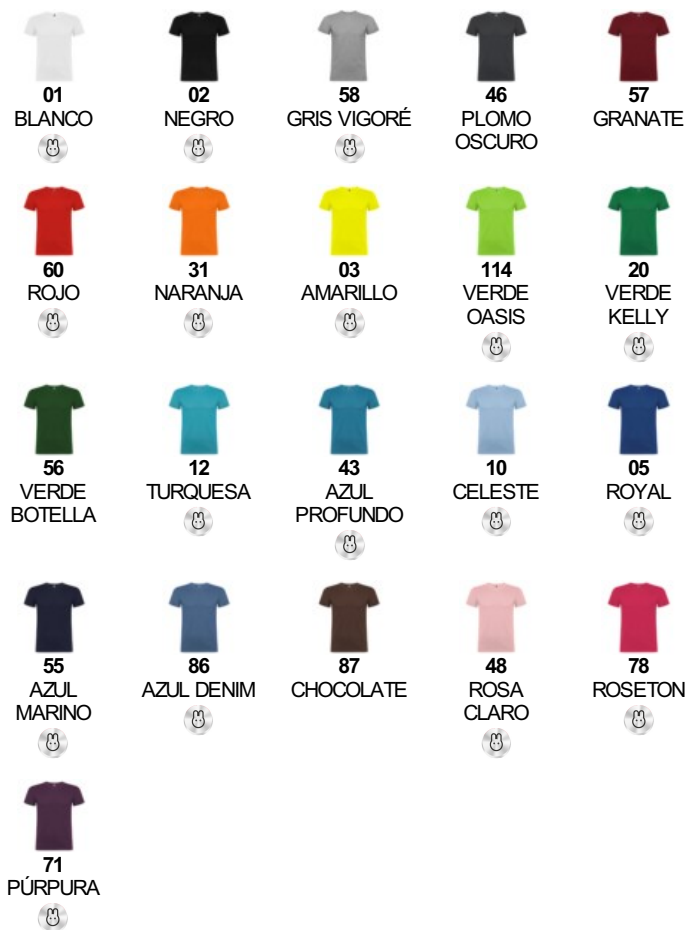 01
BLANCO
02
NEGRO
58
GRIS VIGORÉ
46
PLOMO
OSCURO
57
GRANATE
60
ROJO
31
NARANJA
03
AMARILLO
114
VERDE
OASIS
20
VERDE
KELLY
56
VERDE
BOTELLA
12
TURQUESA
43
AZUL
PROFUNDO
10
CELESTE
05
ROYAL
55
AZUL
MARINO
86
AZUL DENIM
87
CHOCOLATE
48
ROSA
CLARO
78
ROSETON
71
PÚRPURA